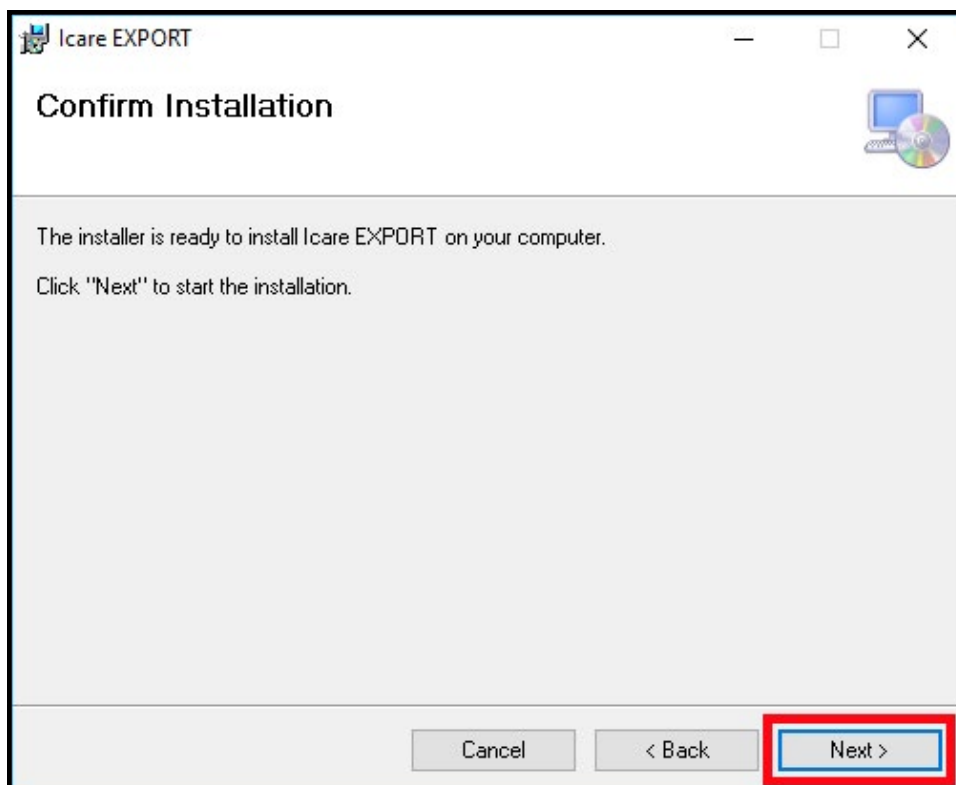 Icare EXPORT
Confirm Installation
The installer is ready to install Icare EXPORT on your computer.
Click "Next" to start the installation.
Cancel
< Back
Next >